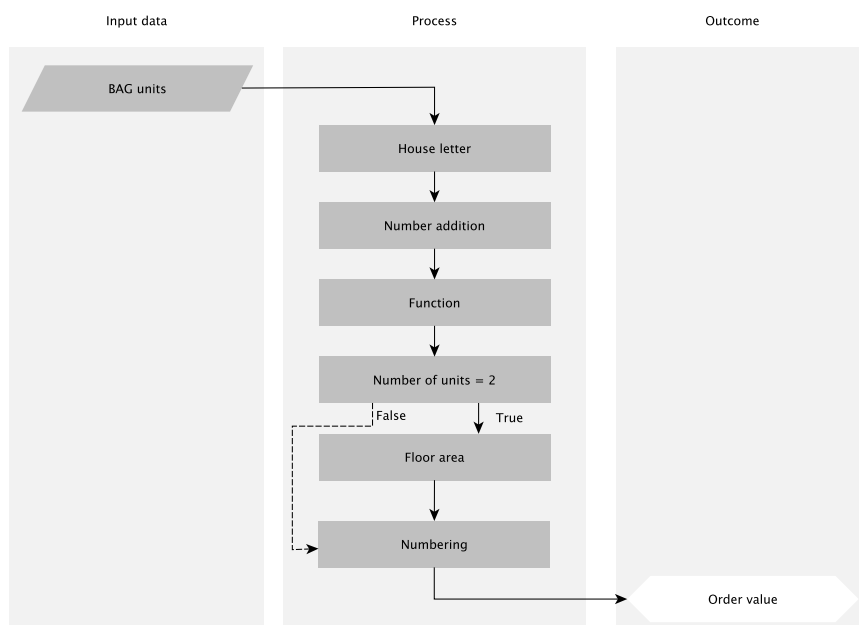 Input data
Process
Outcome
BAG units
House letter
Number addition
Function
Number of units = 2
False
True
Floor area
Numbering
Order value